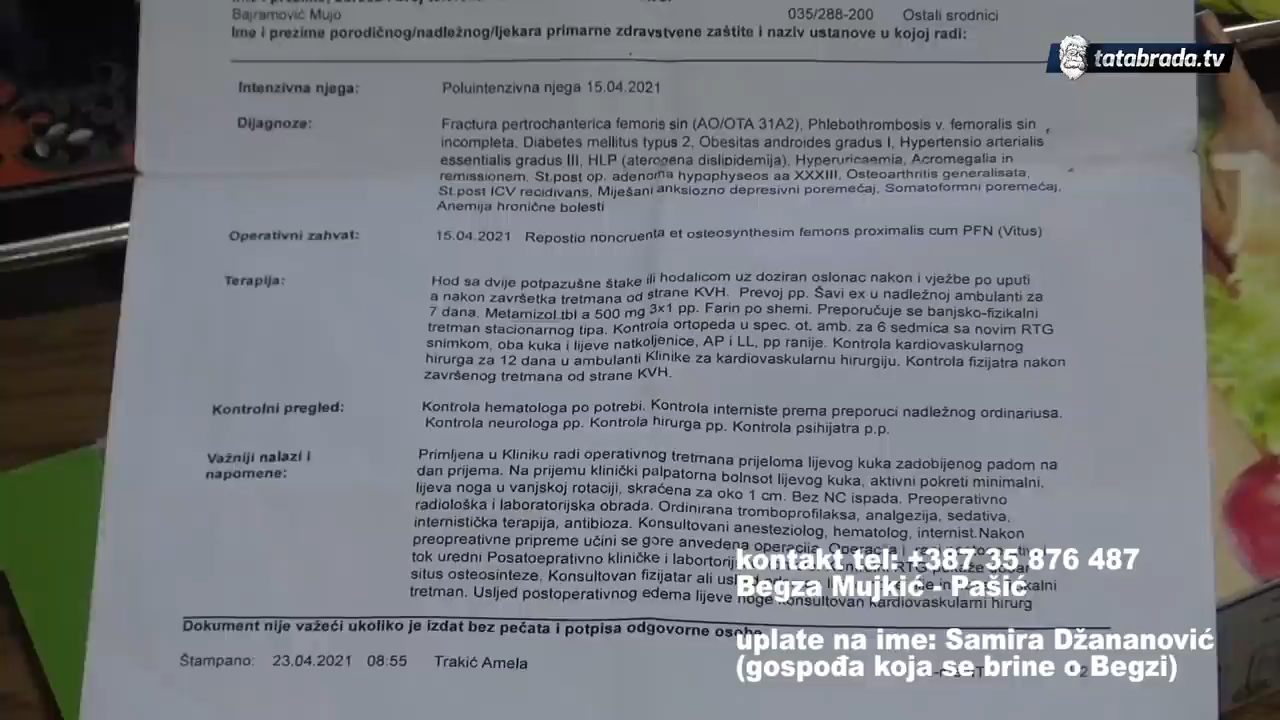 Bajramović Mujo 035/288-200 Ostali srodnici
Ime i prezime porodičnog/nadležnog/ljekara primarne zdravstvene zaštite i naziv ustanove u kojoj radi:
tatabrada.tv
Intenzivna njega: Poluintenzivna njega 15.04.2021
Dijagnoze: Fractura pertrochanterica femoris sin (AO/OTA 31A2), Phlebothrombosis v. femoralis sin
incompleta. Diabetes mellitus typus 2, Obesitas androides gradus I, Hypertensio arterialis
essentialis gradus III, HLP (aterogena dislipidemija), Hyperuricaemia, Acromegalia in
remissionem, St.post op. adenoma hypophyseos aa XXXIII, Osteoarthritis generalisata,
St.post ICV recidivans, Miješani anksiozno depresivni poremećaj, Somatoformni poremećaj,
Anemija hronične bolesti
Operativni zahvat: 15.04.2021 Repostio noncruenta et osteosynthesim femoris proximalis cum PFN (Vitus)
Terapija: Hod sa dvije potpazušne štake ili hodalicom uz doziran oslonac nakon i vježbe po uputi
a nakon završetka tretmana od strane KVH. Prevoj pp. Šavi ex u nadležnoj ambulanti za
7 dana. Metamizol tbl a 500 mg 3x1 pp. Farin po shemi. Preporučuje se banjsko-fizikalni
tretman stacionarnog tipa. Kontrola ortopeda u spec. ot. amb. za 6 sedmica sa novim RTG
snimkom, oba kuka i lijeve natkoljenice, AP i LL, pp ranije. Kontrola kardiovaskularnog
hirurga za 12 dana u ambulanti Klinike za kardiovaskularnu hirurgiju. Kontrola fizijatra nakon
završenog tretmana od strane KVH.
Kontrolni pregled: Kontrola hematologa po potrebi. Kontrola interniste prema preporuci nadležnog ordinariusa.
Kontrola neurologa pp. Kontrola hirurga pp. Kontrola psihijatra p.p.
Važniji nalazi i napomene: Primljena u Kliniku radi operativnog tretmana prijeloma lijevog kuka zadobijenog padom na
dan prijema. Na prijemu klinički palpatorna bolnsot lijevog kuka, aktivni pokreti minimalni,
lijeva noga u vanjskoj rotaciji, skraćena za oko 1 cm. Bez NC ispada. Preoperativno
radiološka i laboratorijska obrada. Ordinirana tromboprofilaksa, analgezija, sedativa,
internistička terapija, antibioza. Konsultovani anesteziolog, hematolog, internist.Nakon
preopreativne pripreme učini se gore anvedena operacija. Operacija i
tok uredni Posatoeprativno kliničke i labortorij RTG pokaže dobar
situs osteosinteze, Konsultovan fizijatar ali
tretman. Usljed postoperativnog edema lijeve noge konsultovan kardiovaskularni hirurg
Dokument nije važeći ukoliko je izdat bez pečata i potpisa odgovorne osobe
Štampano: 23.04.2021 08:55 Trakić Amela
kontakt tel: +387 35 876 487
Begza Mujkić - Pašić
uplate na ime: Samira Džananović
(gospođa koja se brine o Begzi)